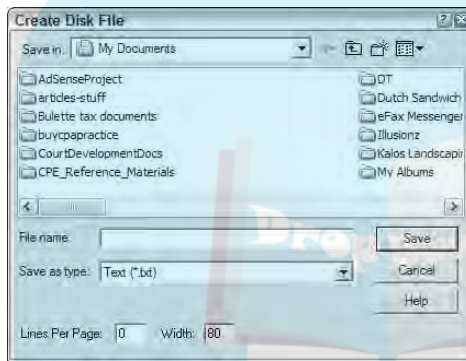 Create Disk File
Save in: My Documents
AdSenseProject
articles-stuff
Bulette tax documents
buycpapractice
CourtDevelopmentDocs
CPE_Reference_Materials
DT
Dutch Sandwich
eFax Messenger
Illusionz
Kalos Landscapin
My Albums
File name:
Save
Save as type: Text (*.txt)
Cancel
Help
Lines Per Page: 0 Width: 80
Drop